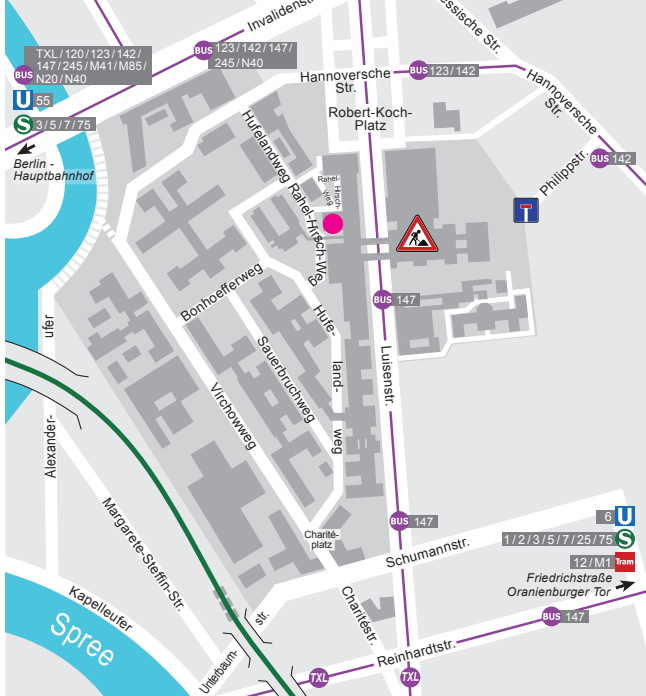 Invalidenstr
essische Str.
TXL/120/123/142/
147/245/M41/M85/
N20/N40
BUS
BUS
123/142/147/
245/N40
U
55
S
3/5/7/75
Berlin -
Hauptbahnhof
Hannoversche
Str.
BUS
123/142
Hannoversche
Str.
Robert-Koch-
Platz
BUS
142
Philippstr.
Hufelandweg
Rahel-Hirsch-Weg
Rahel-
Hirsch-
Weg
Bonhoefferweg
BUS
147
Hufe-
land-
weg
Sauerbruchweg
Virchowweg
Luisenstr.
ufer
Alexander-
Margarete-Steffin-Str.
BUS
147
6
U
1/2/3/5/7/25/75
S
12/M1
Tram
Friedrichstraße
Oranienburger Tor
Charité-
platz
Schumannstr.
Kapelleufer
Spree
str.
Unterbaum-
Charitéstr.
BUS
147
Reinhardtstr.
TXL
TXL